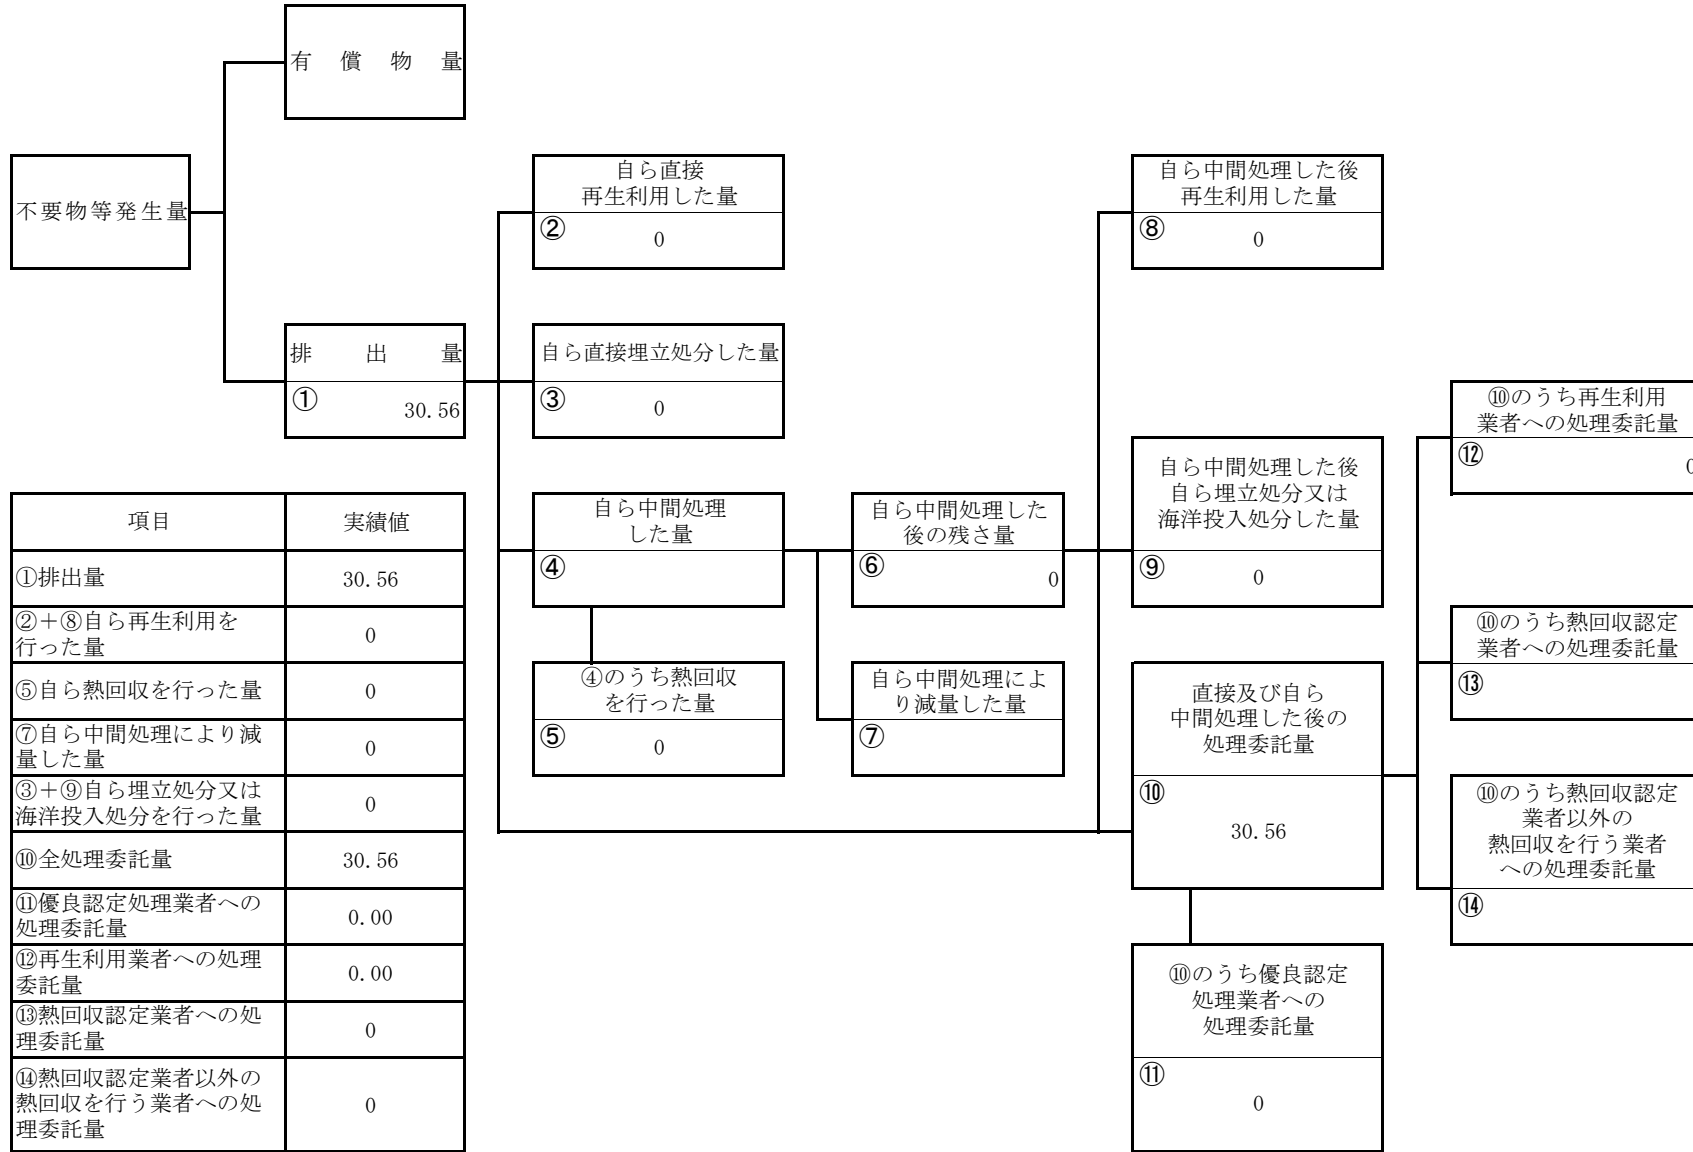 有償物量
不要物等発生量
自ら直接
再生利用した量
② 0
自ら中間処理した後
再生利用した量
⑧ 0
排出量
① 30.56
自ら直接埋立処分した量
③ 0
⑩のうち再生利用
業者への処理委託量
⑫ 0
自ら中間処理した後
自ら埋立処分又は
海洋投入処分した量
⑨ 0
自ら中間処理
した量
④
自ら中間処理した
後の残さ量
⑥ 0
⑩のうち熱回収認定
業者への処理委託量
⑬
④のうち熱回収
を行った量
⑤ 0
自ら中間処理によ
り減量した量
⑦
直接及び自ら
中間処理した後の
処理委託量
⑩
30.56
⑩のうち熱回収認定
業者以外の
熱回収を行う業者
への処理委託量
⑭
⑩のうち優良認定
処理業者への
処理委託量
⑪
0
項目 実績値
①排出量 30.56
②+⑧自ら再生利用を
行った量 0
⑤自ら熱回収を行った量 0
⑦自ら中間処理により減
量した量 0
③+⑨自ら埋立処分又は
海洋投入処分を行った量 0
⑩全処理委託量 30.56
⑪優良認定処理業者への
処理委託量 0.00
⑫再生利用業者への処理
委託量 0.00
⑬熱回収認定業者への処
理委託量 0
⑭熱回収認定業者以外の
熱回収を行う業者への処
理委託量 0